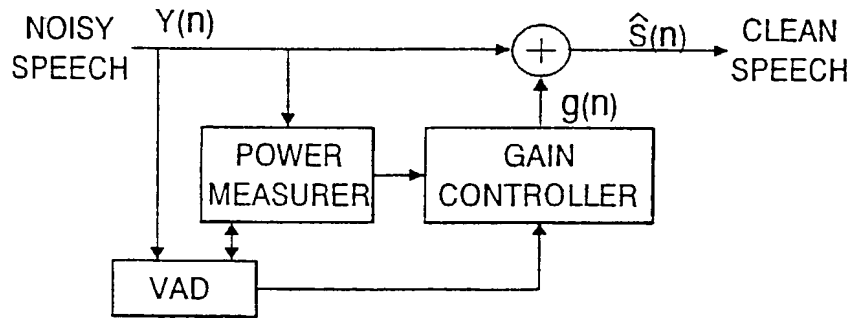 NOISY
SPEECH
Y(n)
+
Ŝ(n)
CLEAN
SPEECH
g(n)
POWER
MEASURER
GAIN
CONTROLLER
VAD